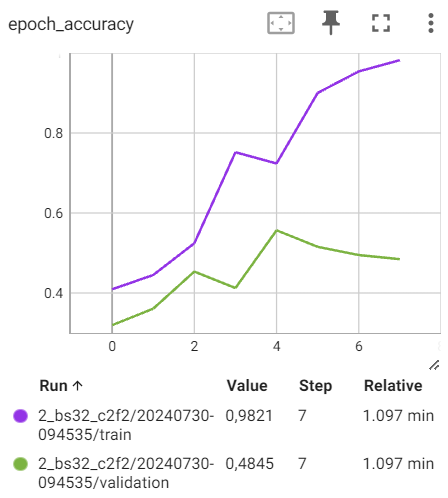 epoch_accuracy
0.8
0.6
0.4
0 2 4 6
Run ↑ Value Step Relative
2_bs32_c2f2/20240730- 0,9821 7 1.097 min
094535/train
2_bs32_c2f2/20240730- 0,4845 7 1.097 min
094535/validation